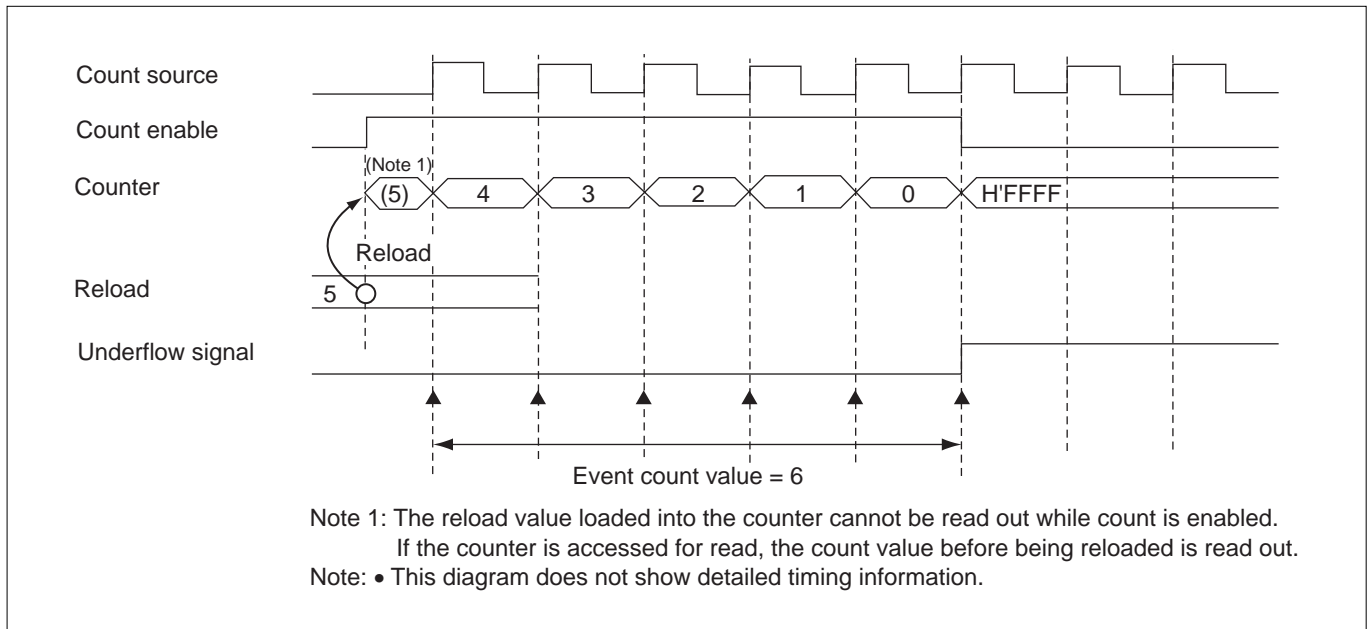 Count source
Count enable
(Note 1)
Counter
(5) 4 3 2 1 0 H'FFFF
Reload
Reload
5
Underflow signal
Event count value = 6
Note 1: The reload value loaded into the counter cannot be read out while count is enabled.
If the counter is accessed for read, the count value before being reloaded is read out.
Note: • This diagram does not show detailed timing information.